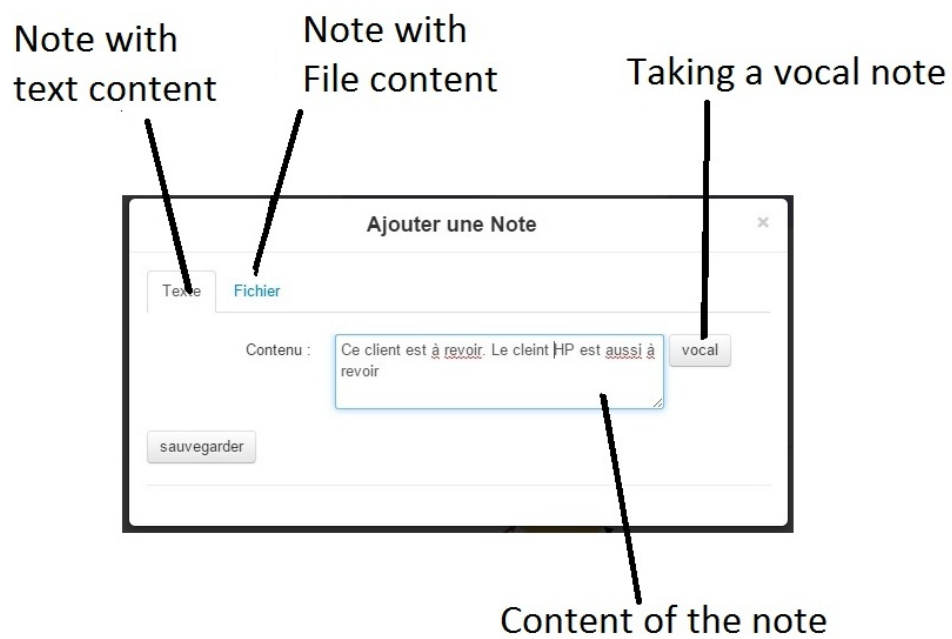 Note with
text content
Note with
File content
Taking a vocal note
Ajouter une Note
×
Texte
Fichier
Contenu :
Ce client est à revoir. Le cleint HP est aussi à
revoir
vocal
sauvegarder
Content of the note